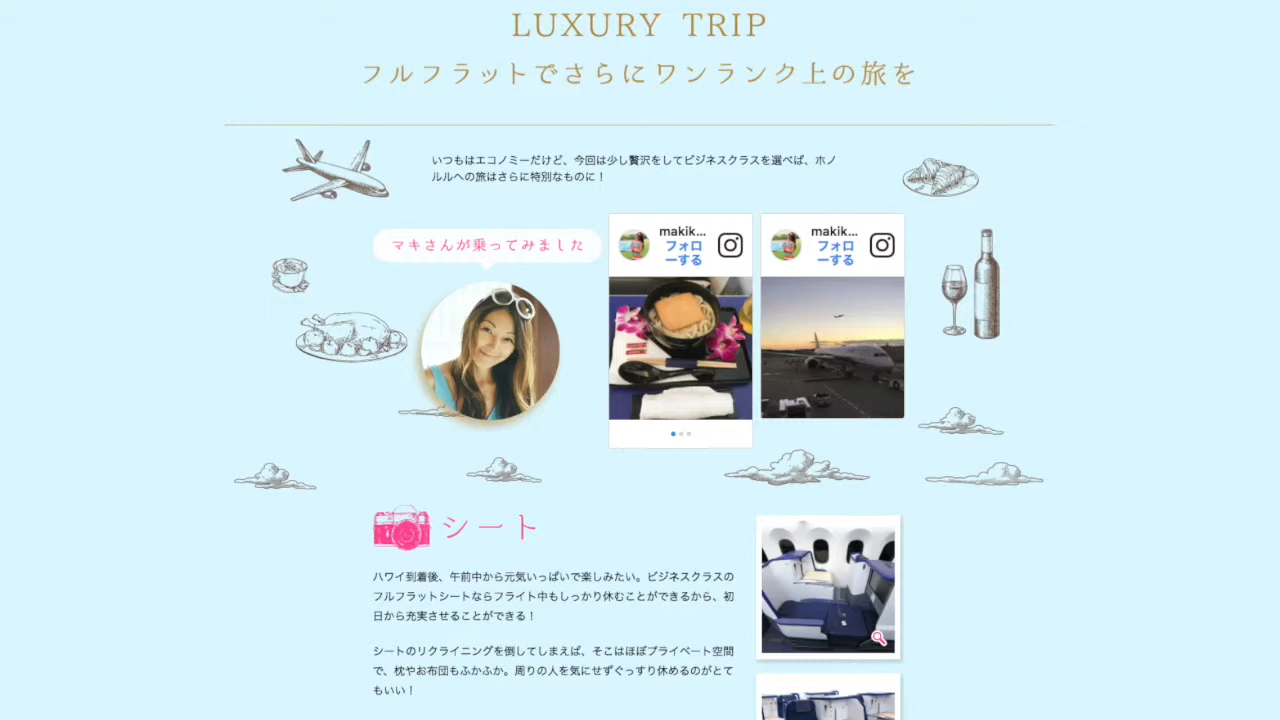 LUXURY TRIP
フルフラットでさらにワンランク上の旅を
いつもはエコノミーだけど、今回は少し贅沢をしてビジネスクラスを選べば、ホノ
ルルへの旅はさらに特別なものに！
マキさんが乗ってみました
makik...
フォロ
ーする
makik...
フォロ
ーする
シート
ハワイ到着後、午前中から元気いっぱいで楽しみたい。ビジネスクラスの
フルフラットシートならフライト中もしっかり休むことができるから、初
日から充実させることができる！
シートのリクライニングを倒してしまえば、そこはほぼプライベート空間
で、枕やお布団もふかふか。周りの人を気にせずぐっすり休めるのがとて
もいい！